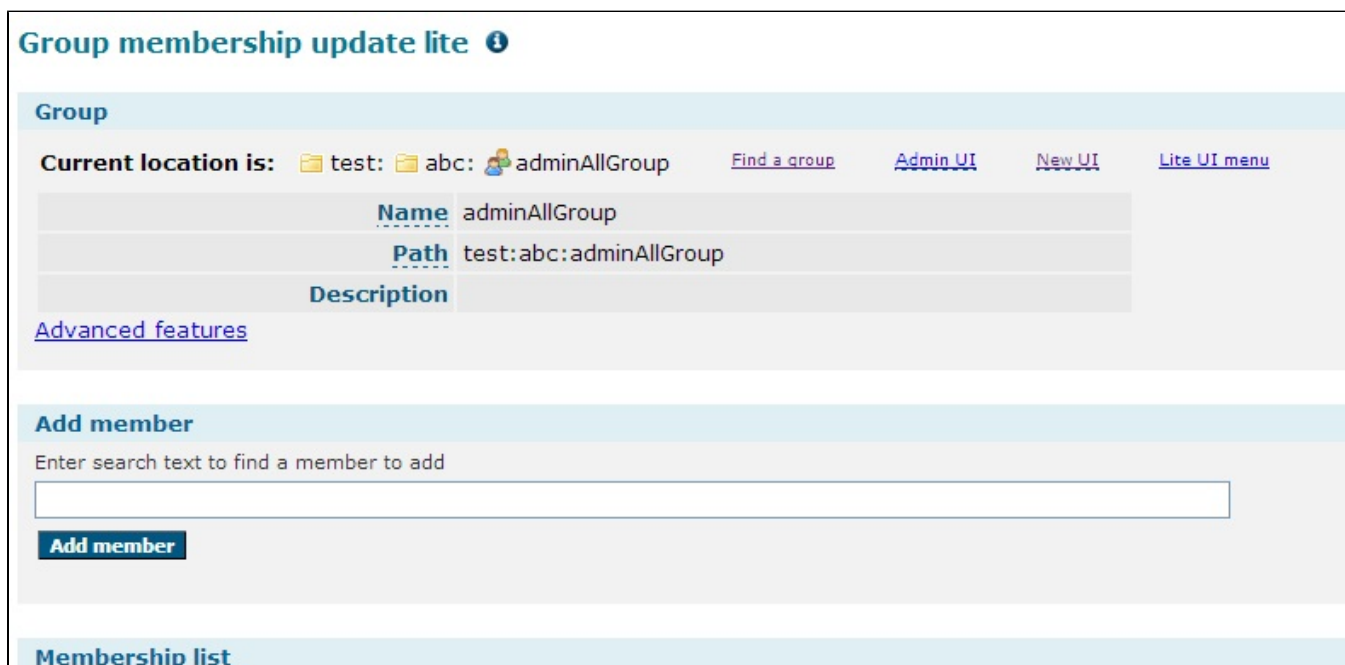 Group membership update lite
Group
Current location is: test: abc: adminAllGroup Find a group Admin UI New UI Lite UI menu
Name adminAllGroup
Path test:abc:adminAllGroup
Description
Advanced features
Add member
Enter search text to find a member to add
Add member
Membership list